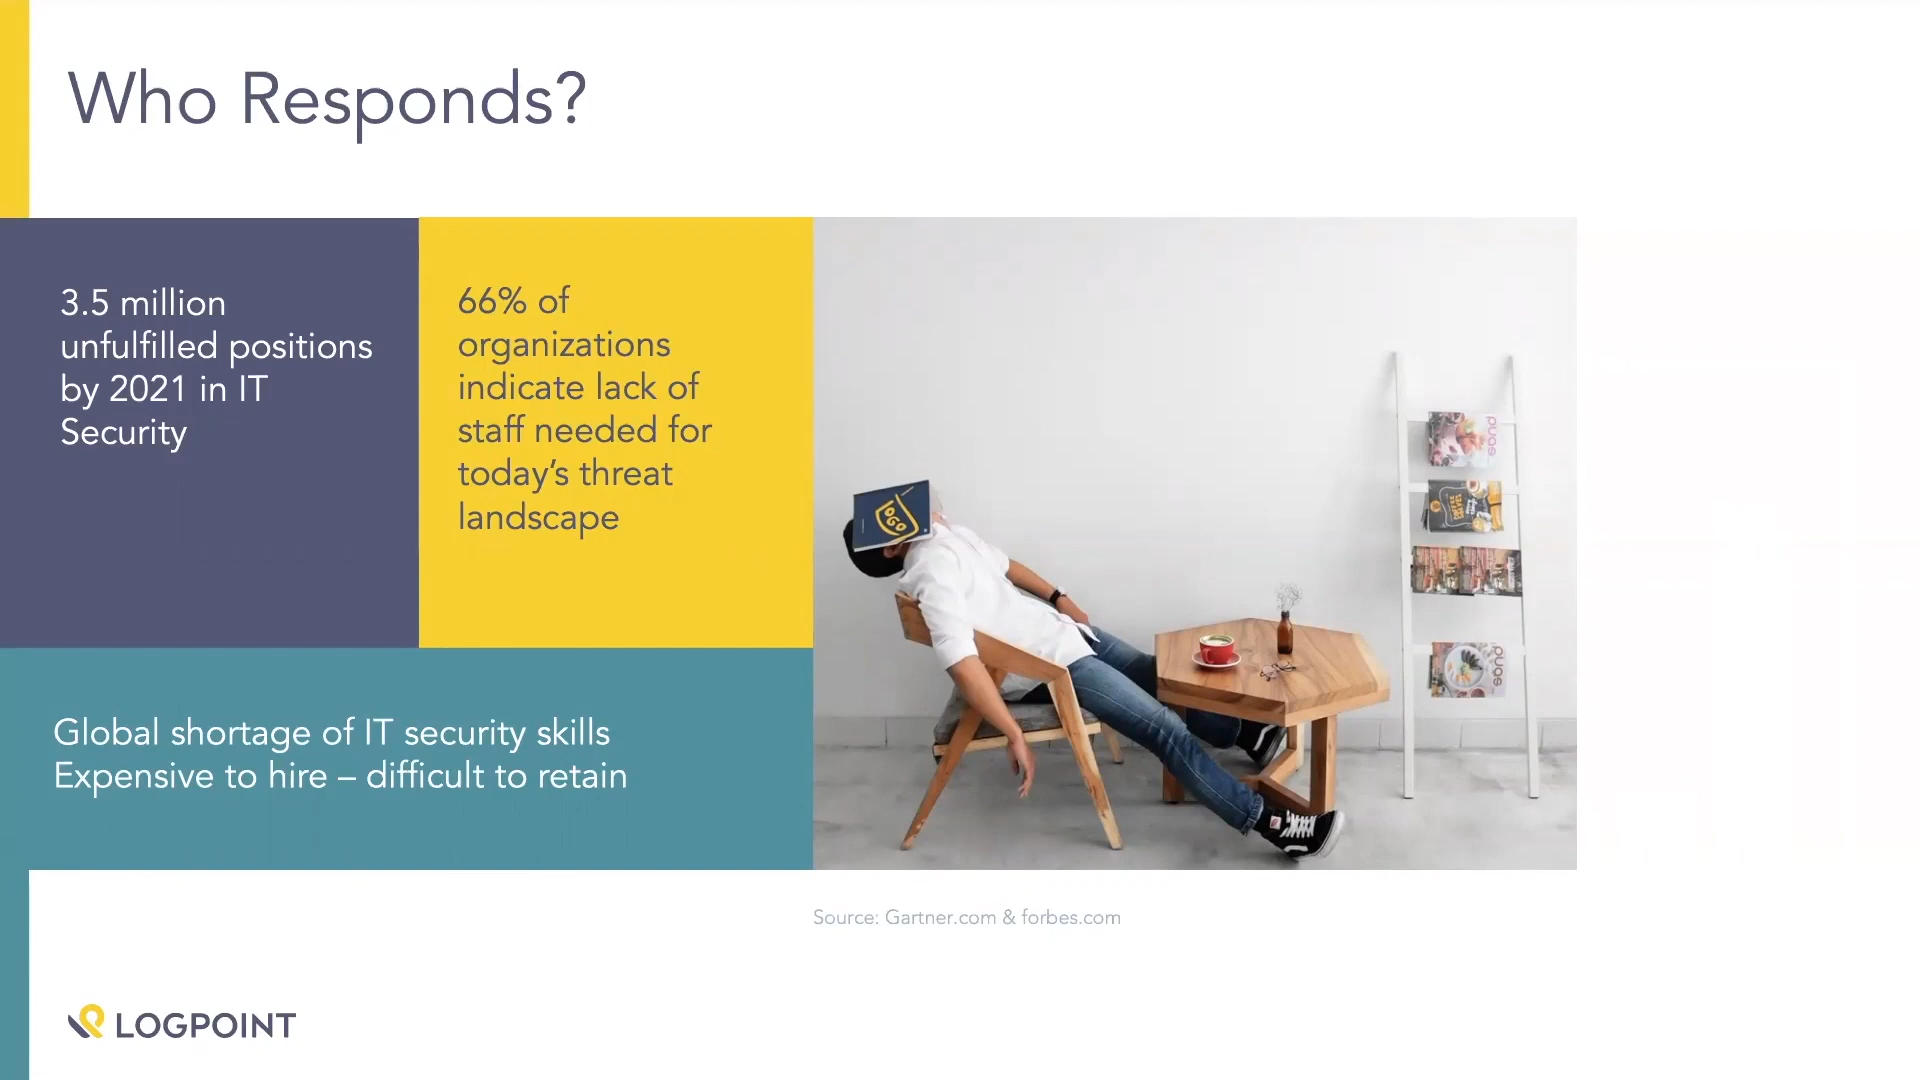 Who Responds?
3.5 million
unfulfilled positions
by 2021 in IT
Security
66% of
organizations
indicate lack of
staff needed for
today's threat
landscape
LOGO
Global shortage of IT security skills
Expensive to hire – difficult to retain
Source: Gartner.com & forbes.com
LOGPOINT